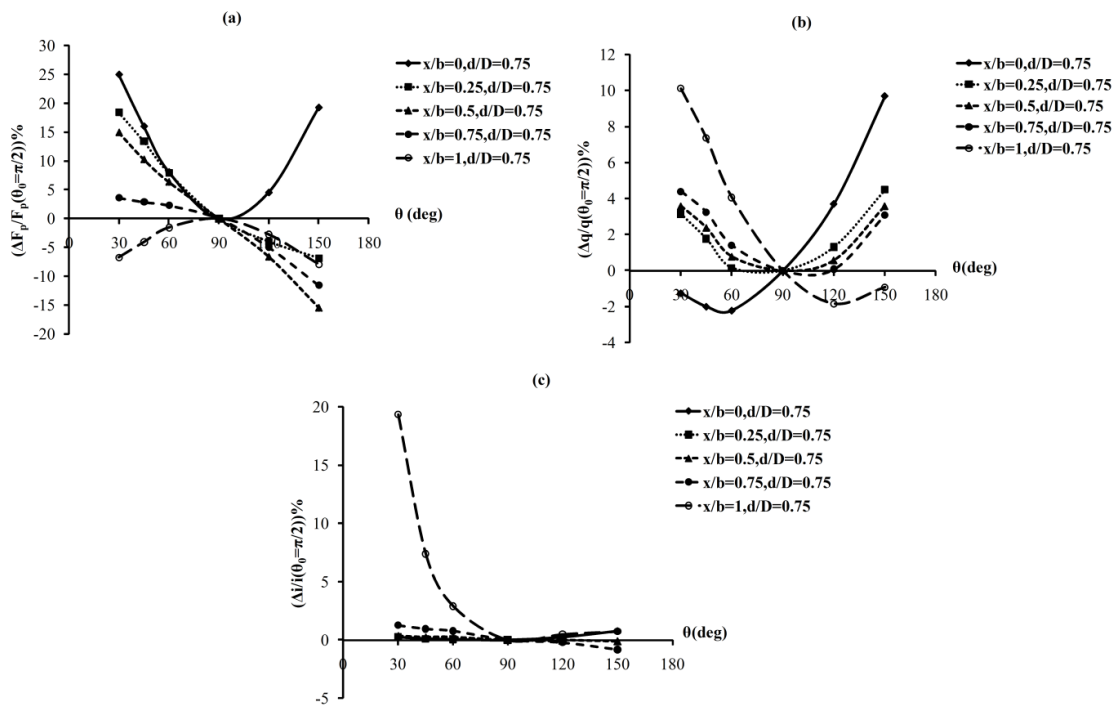 (a)
30
25
20
15
10
5
0
-5
-10
-15
-20
0 30 60 90 120 150 180
(ΔFₚ/Fₚ(θ₀=π/2))%
θ (deg)
x/b=0,d/D=0.75
x/b=0.25,d/D=0.75
x/b=0.5,d/D=0.75
x/b=0.75,d/D=0.75
x/b=1,d/D=0.75
(b)
12
10
8
6
4
2
0
-2
-4
0 30 60 90 120 150 180
(Δq/q(θ₀=π/2))%
θ(deg)
x/b=0,d/D=0.75
x/b=0.25,d/D=0.75
x/b=0.5,d/D=0.75
x/b=0.75,d/D=0.75
x/b=1,d/D=0.75
(c)
20
15
10
5
0
-5
0 30 60 90 120 150 180
(Δi/i(θ₀=π/2))%
θ(deg)
x/b=0,d/D=0.75
x/b=0.25,d/D=0.75
x/b=0.5,d/D=0.75
x/b=0.75,d/D=0.75
x/b=1,d/D=0.75